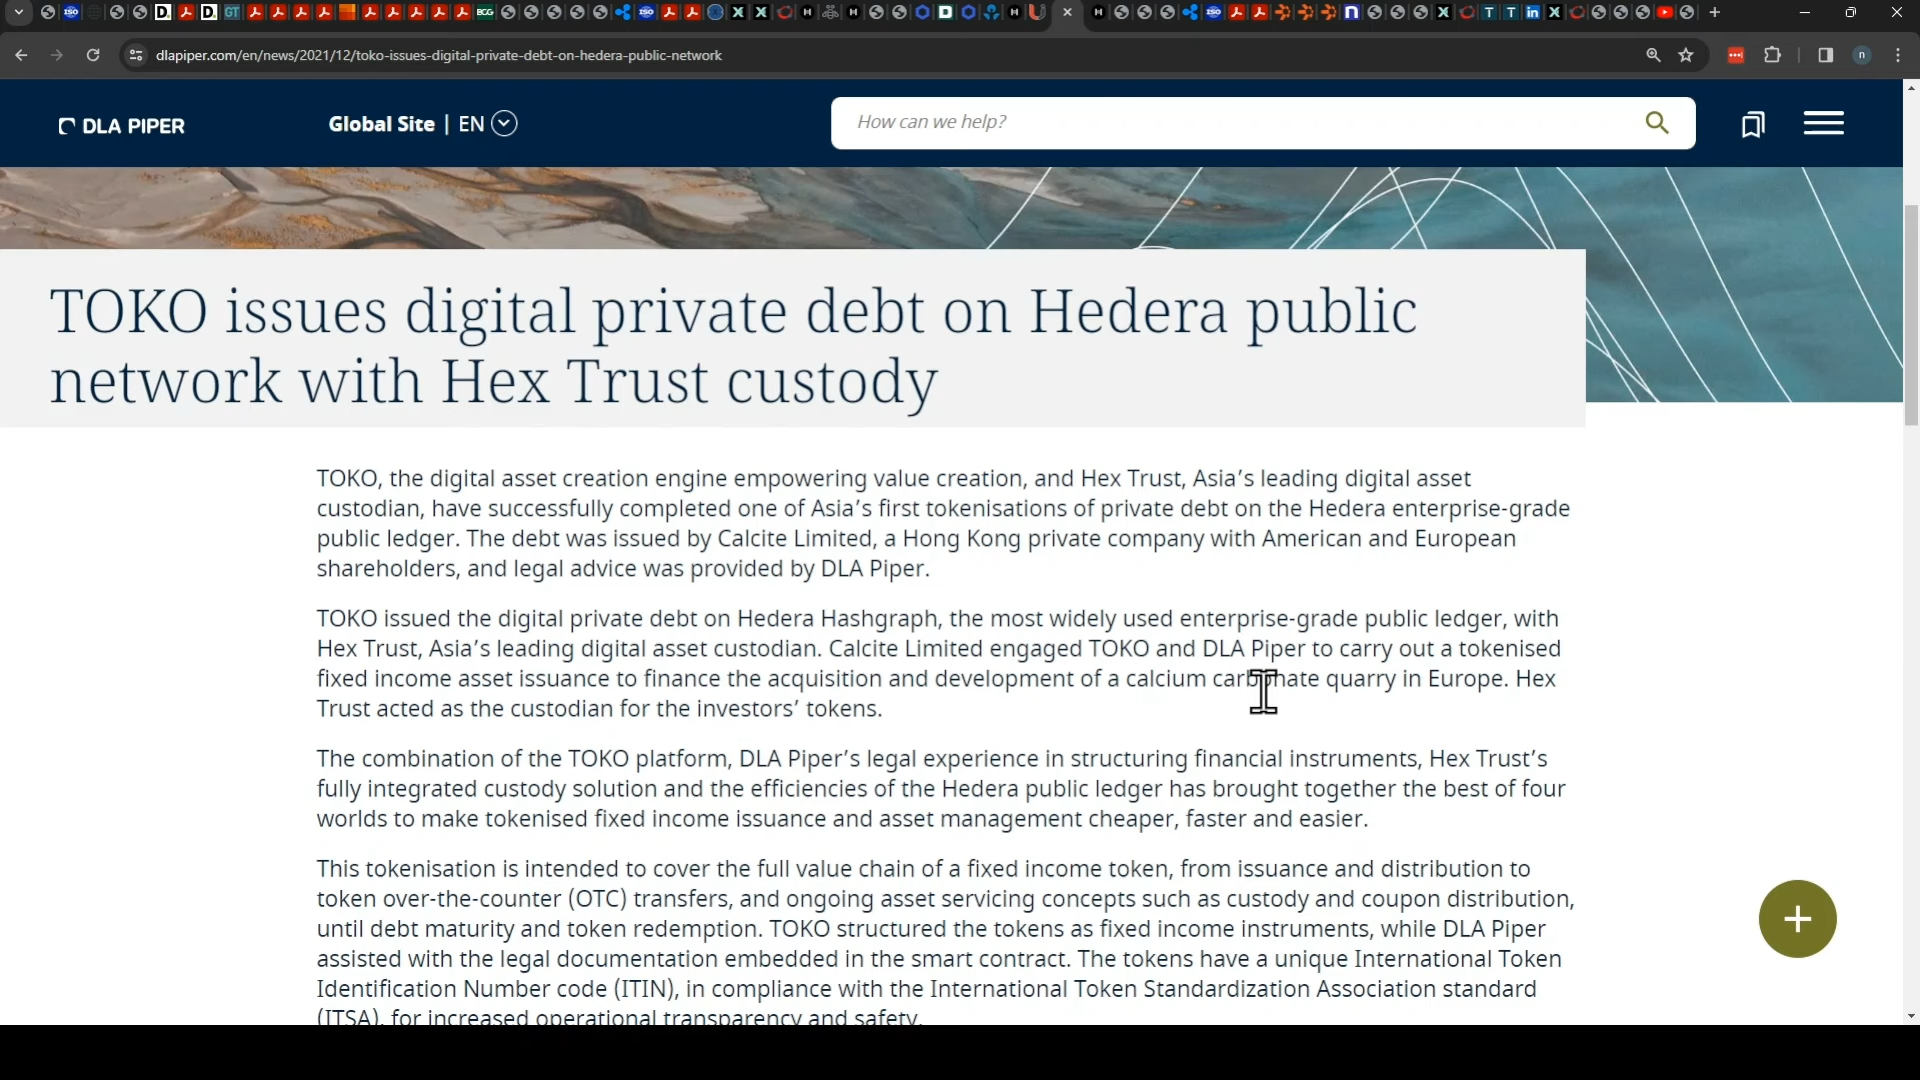 dlapiper.com/en/news/2021/12/toko-issues-digital-private-debt-on-hedera-public-network
DLA PIPER
Global Site | EN
How can we help?
TOKO issues digital private debt on Hedera public
network with Hex Trust custody
TOKO, the digital asset creation engine empowering value creation, and Hex Trust, Asia’s leading digital asset
custodian, have successfully completed one of Asia’s first tokenisations of private debt on the Hedera enterprise-grade
public ledger. The debt was issued by Calcite Limited, a Hong Kong private company with American and European
shareholders, and legal advice was provided by DLA Piper.
TOKO issued the digital private debt on Hedera Hashgraph, the most widely used enterprise-grade public ledger, with
Hex Trust, Asia’s leading digital asset custodian. Calcite Limited engaged TOKO and DLA Piper to carry out a tokenised
fixed income asset issuance to finance the acquisition and development of a calcium carbonate quarry in Europe. Hex
Trust acted as the custodian for the investors’ tokens.
The combination of the TOKO platform, DLA Piper’s legal experience in structuring financial instruments, Hex Trust’s
fully integrated custody solution and the efficiencies of the Hedera public ledger has brought together the best of four
worlds to make tokenised fixed income issuance and asset management cheaper, faster and easier.
This tokenisation is intended to cover the full value chain of a fixed income token, from issuance and distribution to
token over-the-counter (OTC) transfers, and ongoing asset servicing concepts such as custody and coupon distribution,
until debt maturity and token redemption. TOKO structured the tokens as fixed income instruments, while DLA Piper
assisted with the legal documentation embedded in the smart contract. The tokens have a unique International Token
Identification Number code (ITIN), in compliance with the International Token Standardization Association standard
(ITSA), for increased operational transparency and safety.